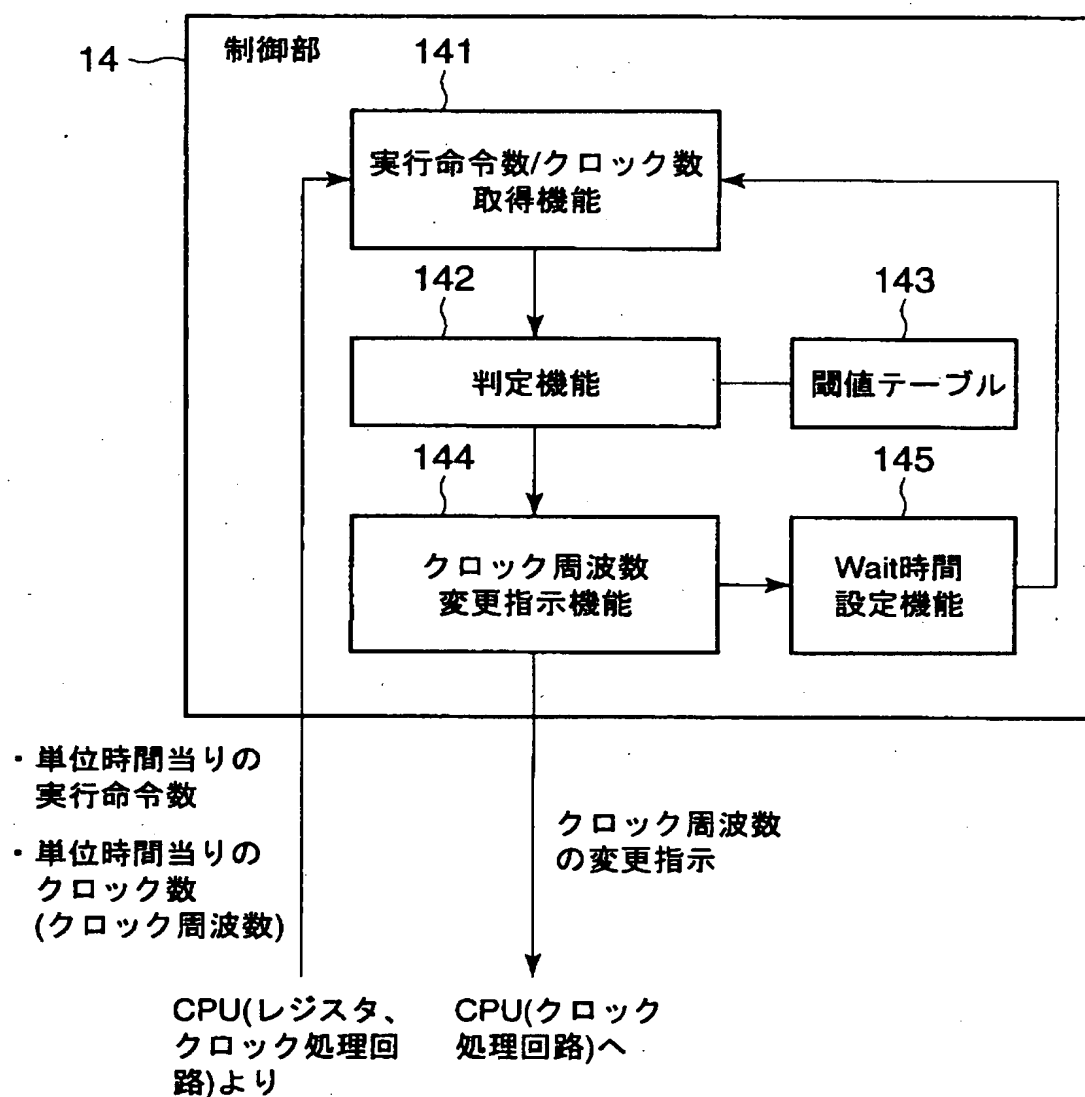 14
制御部
141
実行命令数/クロック数
取得機能
142
143
判定機能
閾値テーブル
144
145
クロック周波数
変更指示機能
Wait時間
設定機能
・単位時間当りの
実行命令数
・単位時間当りの
クロック数
(クロック周波数)
クロック周波数
の変更指示
CPU(レジスタ、
クロック処理回
路)より
CPU(クロック
処理回路)へ